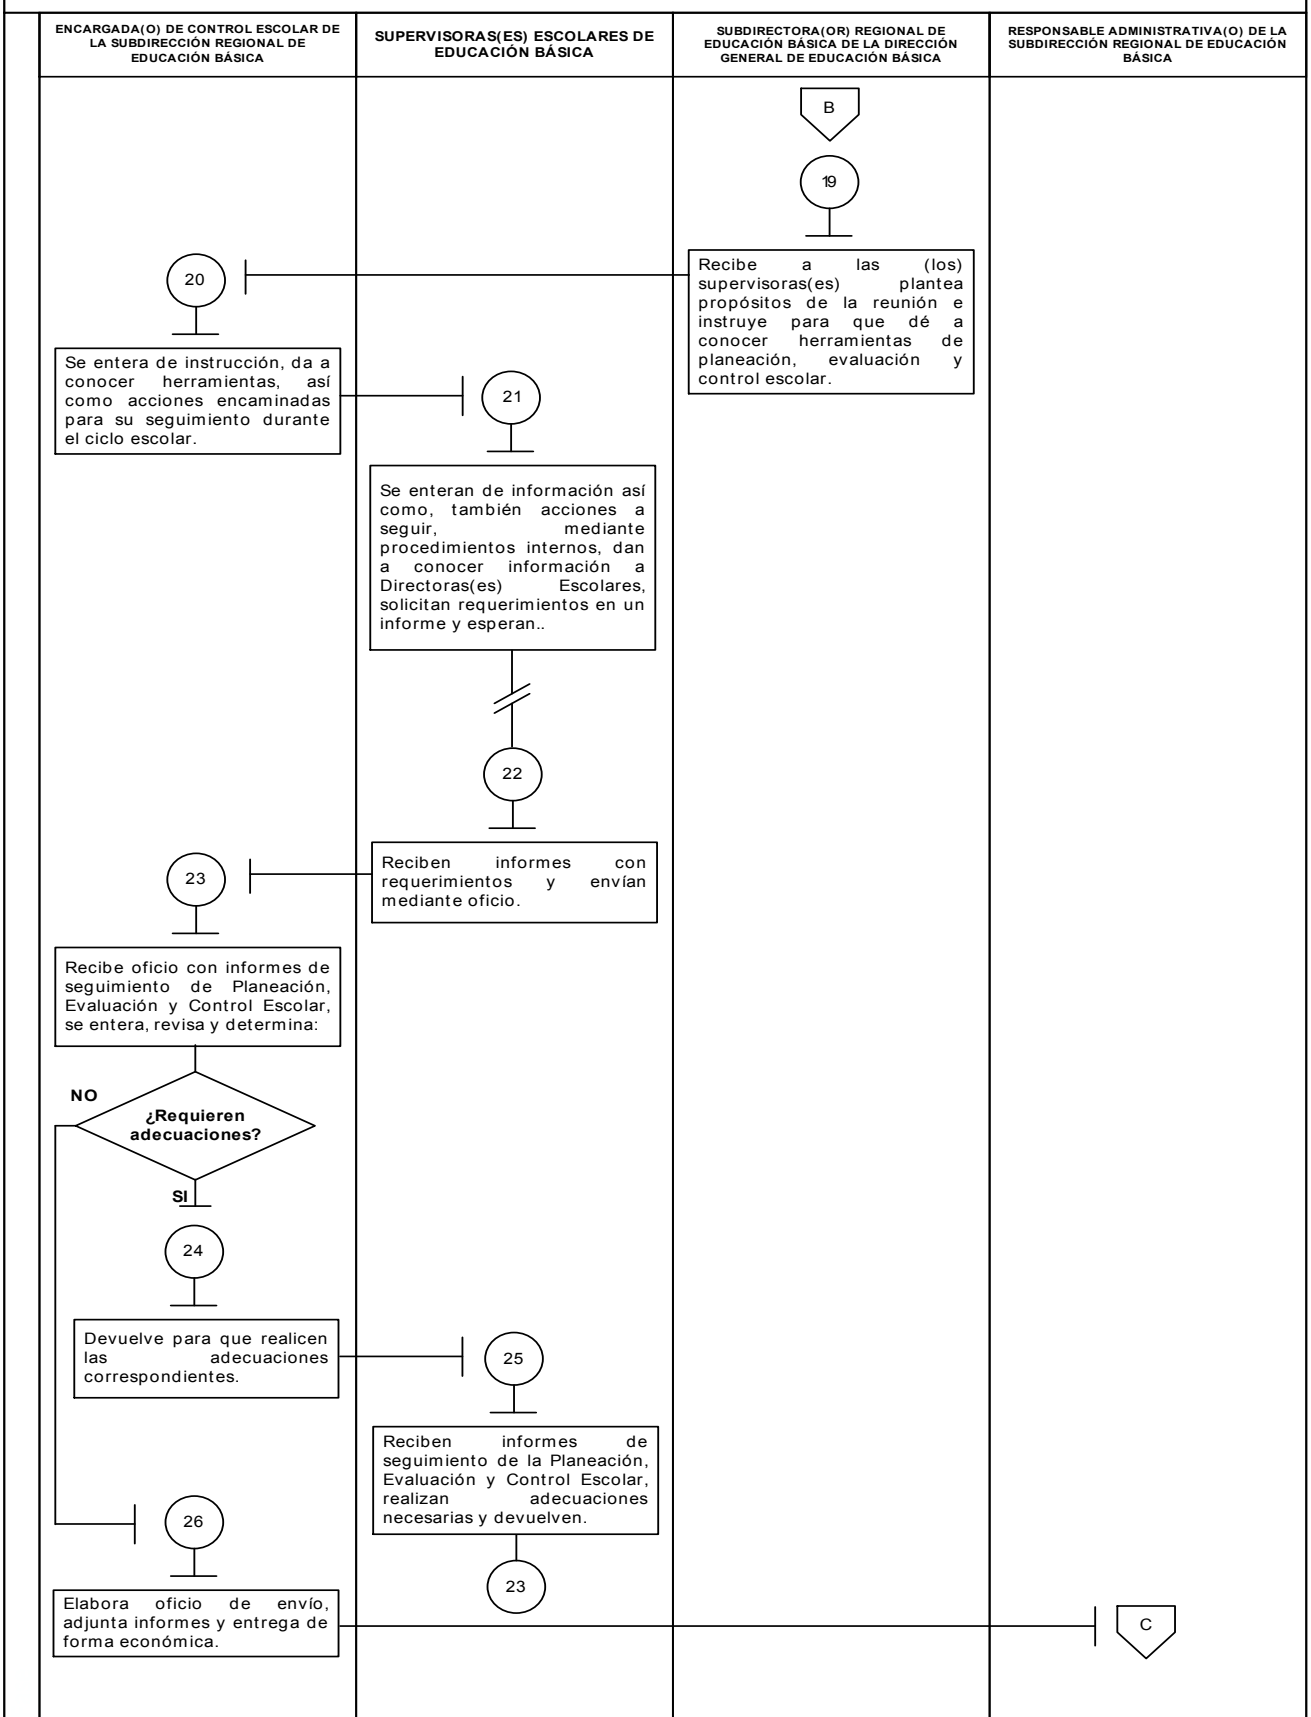 ENCARGADA(O) DE CONTROL ESCOLAR DE
LA SUBDIRECCIÓN REGIONAL DE
EDUCACIÓN BÁSICA
SUPERVISORAS(ES) ESCOLARES DE
EDUCACIÓN BÁSICA
SUBDIRECTORA(OR) REGIONAL DE
EDUCACIÓN BÁSICA DE LA DIRECCIÓN
GENERAL DE EDUCACIÓN BÁSICA
RESPONSABLE ADMINISTRATIVA(O) DE LA
SUBDIRECCIÓN REGIONAL DE EDUCACIÓN
BÁSICA
B
19
Recibe a las (los)
supervisoras(es) plantea
propósitos de la reunión e
instruye para que dé a
conocer herramientas de
planeación, evaluación y
control escolar.
20
Se entera de instrucción, da a
conocer herramientas, así
como acciones encaminadas
para su seguimiento durante
el ciclo escolar.
21
Se enteran de información así
como, también acciones a
seguir, mediante
procedimientos internos, dan
a conocer información a
Directoras(es) Escolares,
solicitan requerimientos en un
informe y esperan..
22
Reciben informes con
requerimientos y envían
mediante oficio.
23
Recibe oficio con informes de
seguimiento de Planeación,
Evaluación y Control Escolar,
se entera, revisa y determina:
NO
¿Requieren
adecuaciones?
SI
24
Devuelve para que realicen
las adecuaciones
correspondientes.
25
Reciben informes de
seguimiento de la Planeación,
Evaluación y Control Escolar,
realizan adecuaciones
necesarias y devuelven.
23
26
Elabora oficio de envío,
adjunta informes y entrega de
forma económica.
C